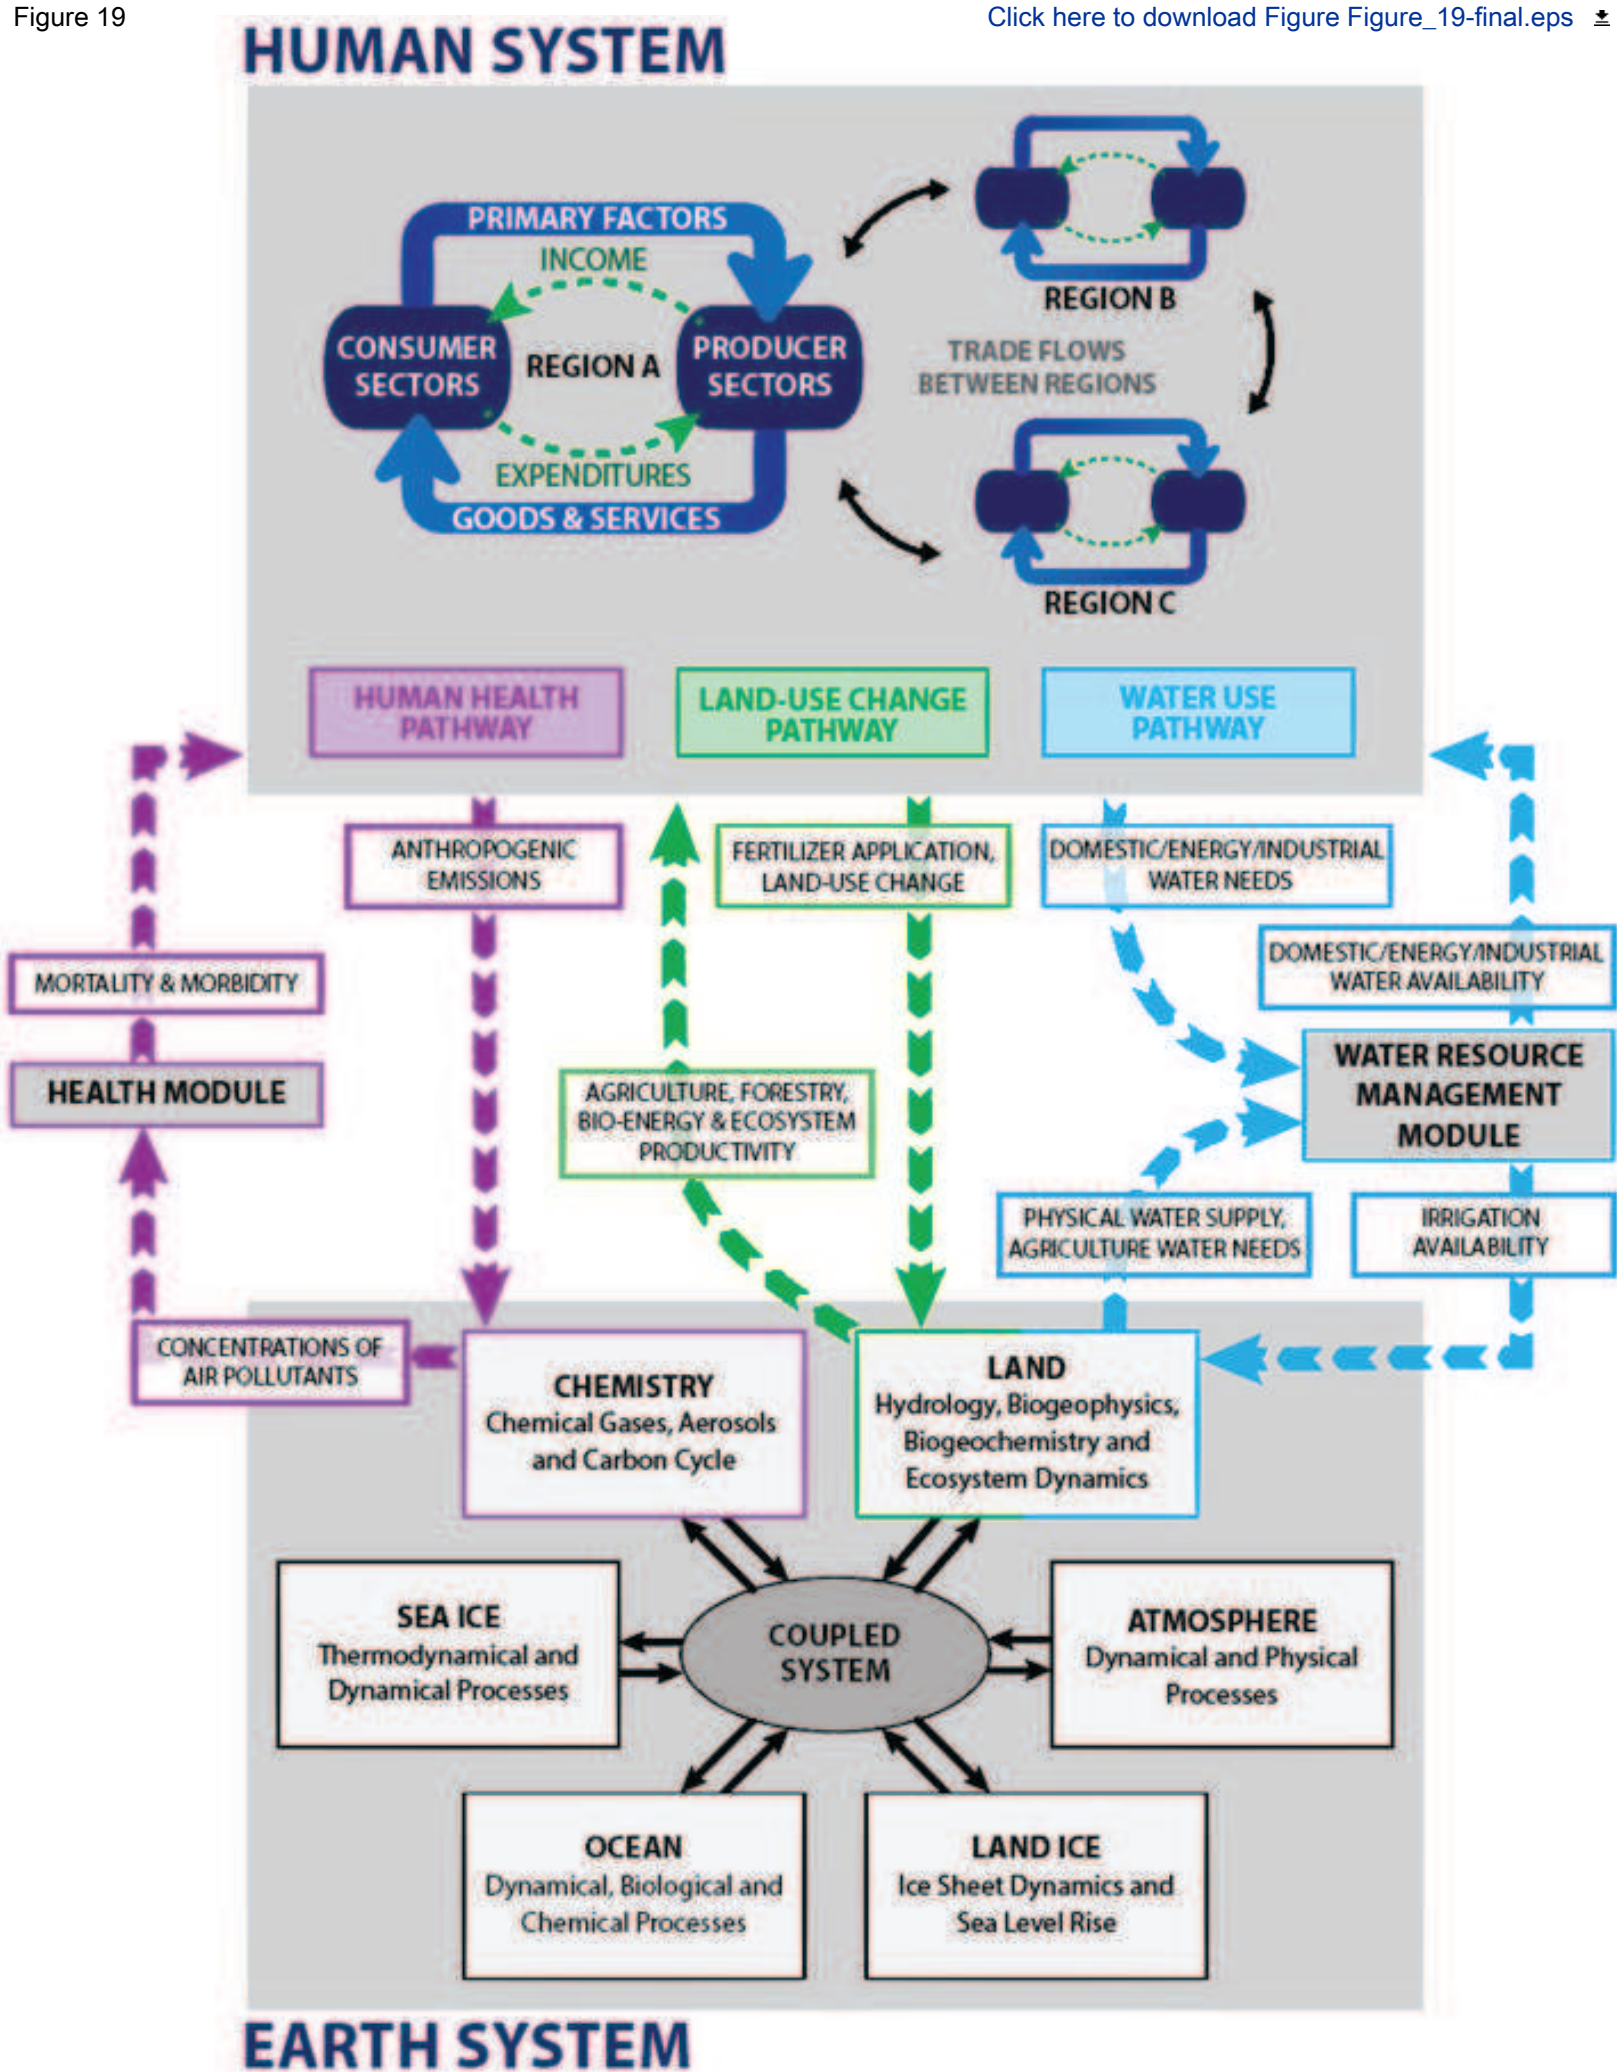 Figure 19
Click here to download Figure Figure_19-final.eps
HUMAN SYSTEM
PRIMARY FACTORS
INCOME
CONSUMER
SECTORS
REGION A
PRODUCER
SECTORS
EXPENDITURES
GOODS & SERVICES
REGION B
TRADE FLOWS
BETWEEN REGIONS
REGION C
HUMAN HEALTH
PATHWAY
LAND-USE CHANGE
PATHWAY
WATER USE
PATHWAY
ANTHROPOGENIC
EMISSIONS
FERTILIZER APPLICATION,
LAND-USE CHANGE
DOMESTIC/ENERGY/INDUSTRIAL
WATER NEEDS
MORTALITY & MORBIDITY
DOMESTIC/ENERGY/INDUSTRIAL
WATER AVAILABILITY
HEALTH MODULE
AGRICULTURE, FORESTRY,
BIO-ENERGY & ECOSYSTEM
PRODUCTIVITY
WATER RESOURCE
MANAGEMENT
MODULE
PHYSICAL WATER SUPPLY,
AGRICULTURE WATER NEEDS
IRRIGATION
AVAILABILITY
CONCENTRATIONS OF
AIR POLLUTANTS
CHEMISTRY
Chemical Gases, Aerosols
and Carbon Cycle
LAND
Hydrology, Biogeophysics,
Biogeochemistry and
Ecosystem Dynamics
SEA ICE
Thermodynamical and
Dynamical Processes
COUPLED
SYSTEM
ATMOSPHERE
Dynamical and Physical
Processes
OCEAN
Dynamical, Biological and
Chemical Processes
LAND ICE
Ice Sheet Dynamics and
Sea Level Rise
EARTH SYSTEM